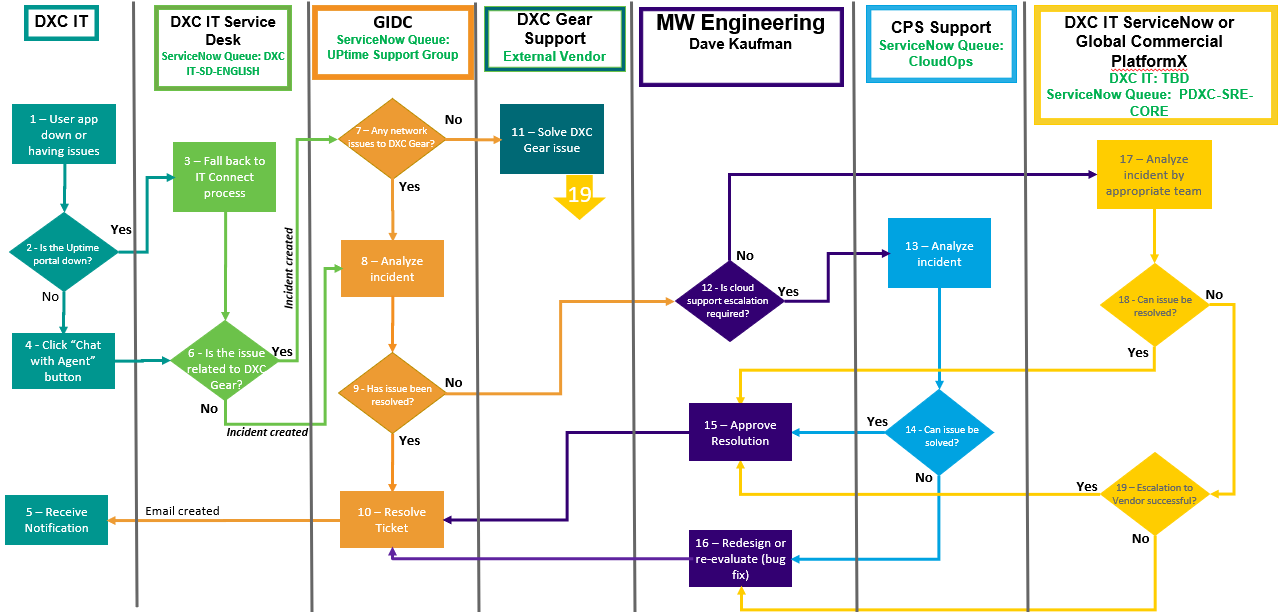 DXC IT
DXC IT Service
Desk
ServiceNow Queue: DXC
IT-SD-ENGLISH
GIDC
ServiceNow Queue:
UPtime Support Group
DXC Gear
Support
External Vendor
MW Engineering
Dave Kaufman
CPS Support
ServiceNow Queue:
CloudOps
DXC IT ServiceNow or
Global Commercial
PlatformX
DXC IT: TBD
ServiceNow Queue: PDXC-SRE-
CORE
1 – User app
down or
having issues
2 - Is the Uptime
portal down?
Yes
No
3 – Fall back to
IT Connect
process
4 - Click “Chat
with Agent”
button
5 – Receive
Notification
Email created
6 - Is the issue
related to DXC
Gear?
Yes
No
Incident created
Incident created
7 – Any network
issues to DXC Gear?
No
Yes
8 – Analyze
incident
9 - Has issue been
resolved?
No
Yes
10 – Resolve
Ticket
11 – Solve DXC
Gear issue
19
12 - Is cloud
support escalation
required?
No
Yes
13 – Analyze
incident
14 - Can issue be
solved?
Yes
No
15 – Approve
Resolution
16 – Redesign or
re-evaluate (bug
fix)
17 – Analyze
incident by
appropriate team
18 - Can issue be
resolved?
No
Yes
19 – Escalation to
Vendor successful?
Yes
No